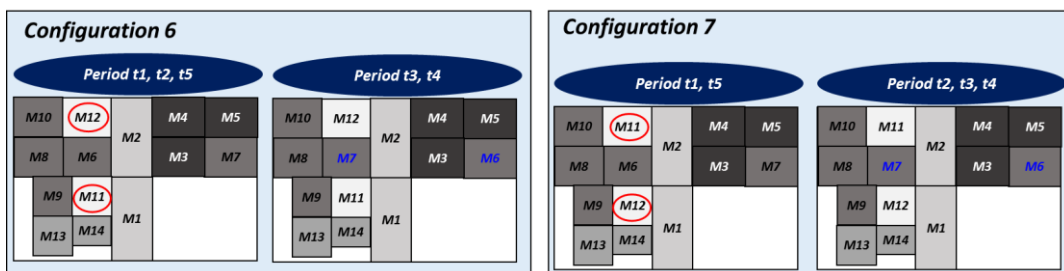 Configuration 6
Period t1, t2, t5
M10 M12 M2 M4 M5
M8 M6 M3 M7
M9 M11 M1
M13 M14
Period t3, t4
M10 M12 M2 M4 M5
M8 M7 M3 M6
M9 M11 M1
M13 M14
Configuration 7
Period t1, t5
M10 M11 M2 M4 M5
M8 M6 M3 M7
M9 M12 M1
M13 M14
Period t2, t3, t4
M10 M11 M2 M4 M5
M8 M7 M3 M6
M9 M12 M1
M13 M14